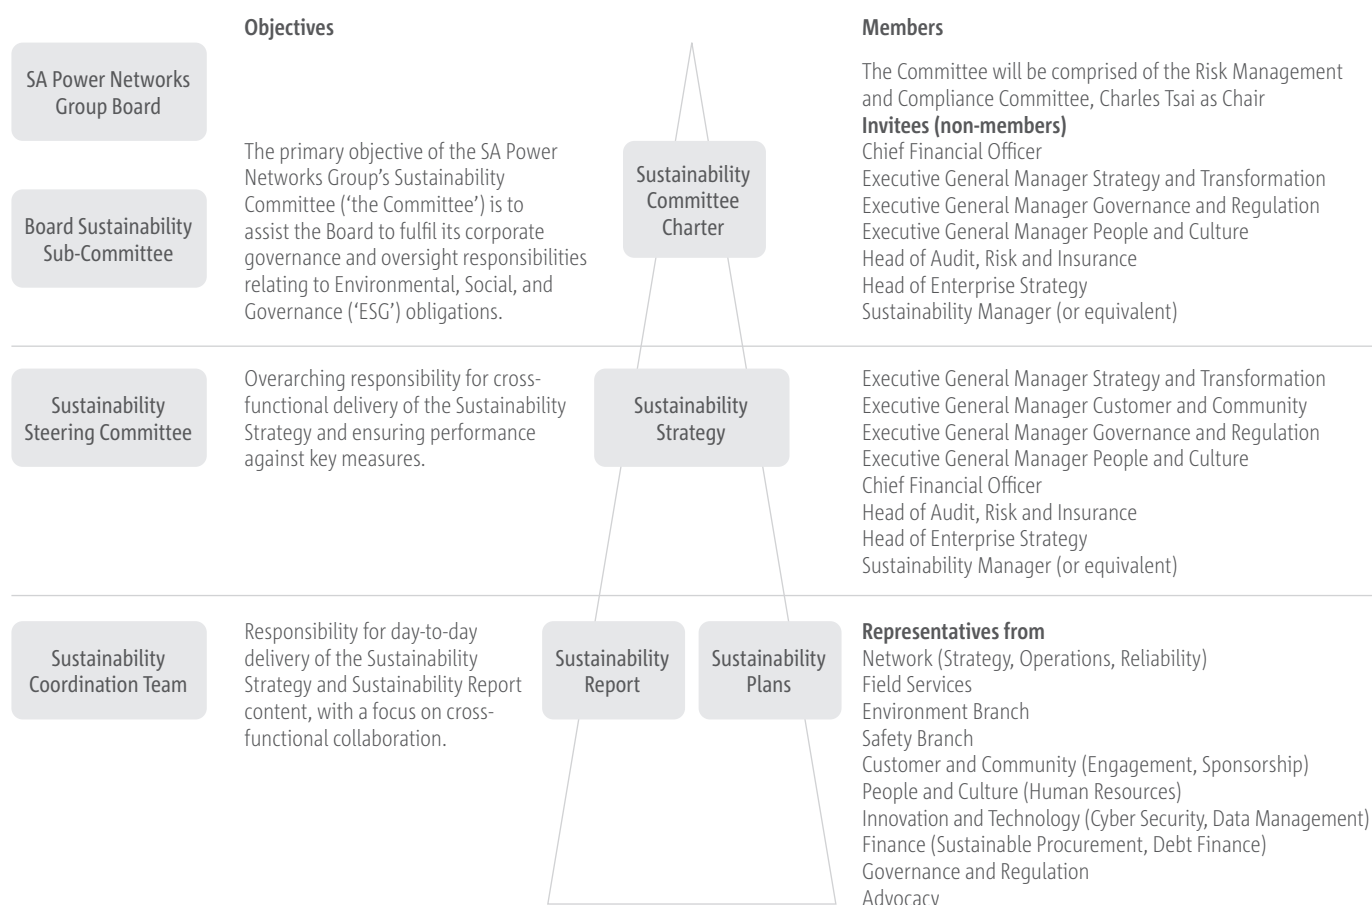 Objectives
Members
SA Power Networks
Group Board
Board Sustainability
Sub-Committee
The primary objective of the SA Power
Networks Group’s Sustainability
Committee (‘the Committee’) is to
assist the Board to fulfil its corporate
governance and oversight responsibilities
relating to Environmental, Social, and
Governance (‘ESG’) obligations.
Sustainability
Committee
Charter
The Committee will be comprised of the Risk Management
and Compliance Committee, Charles Tsai as Chair
Invitees (non-members)
Chief Financial Officer
Executive General Manager Strategy and Transformation
Executive General Manager Governance and Regulation
Executive General Manager People and Culture
Head of Audit, Risk and Insurance
Head of Enterprise Strategy
Sustainability Manager (or equivalent)
Sustainability
Steering Committee
Overarching responsibility for cross-
functional delivery of the Sustainability
Strategy and ensuring performance
against key measures.
Sustainability
Strategy
Executive General Manager Strategy and Transformation
Executive General Manager Customer and Community
Executive General Manager Governance and Regulation
Executive General Manager People and Culture
Chief Financial Officer
Head of Audit, Risk and Insurance
Head of Enterprise Strategy
Sustainability Manager (or equivalent)
Sustainability
Coordination Team
Responsibility for day-to-day
delivery of the Sustainability
Strategy and Sustainability Report
content, with a focus on cross-
functional collaboration.
Sustainability
Report
Sustainability
Plans
Representatives from
Network (Strategy, Operations, Reliability)
Field Services
Environment Branch
Safety Branch
Customer and Community (Engagement, Sponsorship)
People and Culture (Human Resources)
Innovation and Technology (Cyber Security, Data Management)
Finance (Sustainable Procurement, Debt Finance)
Governance and Regulation
Advocacy